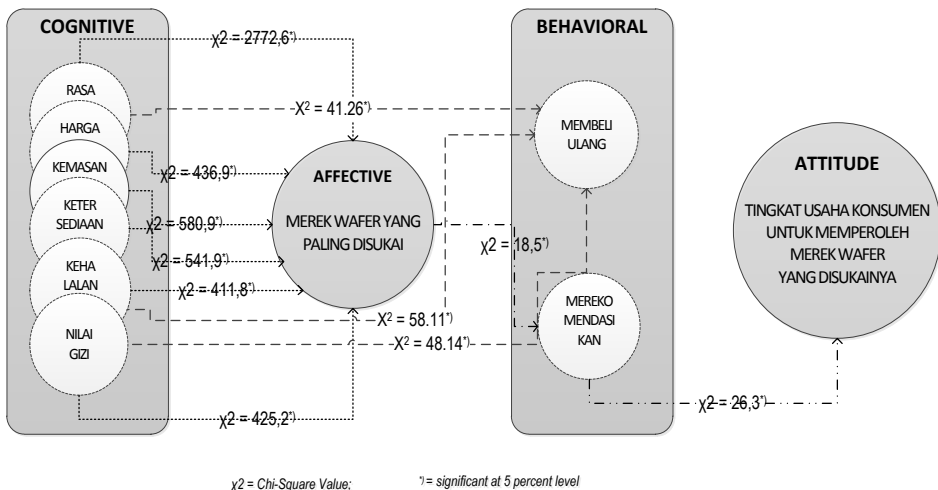 COGNITIVE
χ2 = 2772,6*)
RASA
HARGA
KEMASAN
KETER
SEDIAAN
KEHA
LALAN
NILAI
GIZI
X² = 41.26*)
χ2 = 436,9*)
χ2 = 580,9*)
χ2 = 541,9*)
χ2 = 411,8*)
X² = 58.11*)
X² = 48.14*)
χ2 = 425,2*)
AFFECTIVE
MEREK WAFER YANG
PALING DISUKAI
χ2 = 18,5*)
BEHAVIORAL
MEMBELI
ULANG
MEREKO
MENDASI
KAN
χ2 = 26,3*)
ATTITUDE
TINGKAT USAHA KONSUMEN
UNTUK MEMPEROLEH
MEREK WAFER
YANG DISUKAINYA
χ2 = Chi-Square Value; *) = significant at 5 percent level